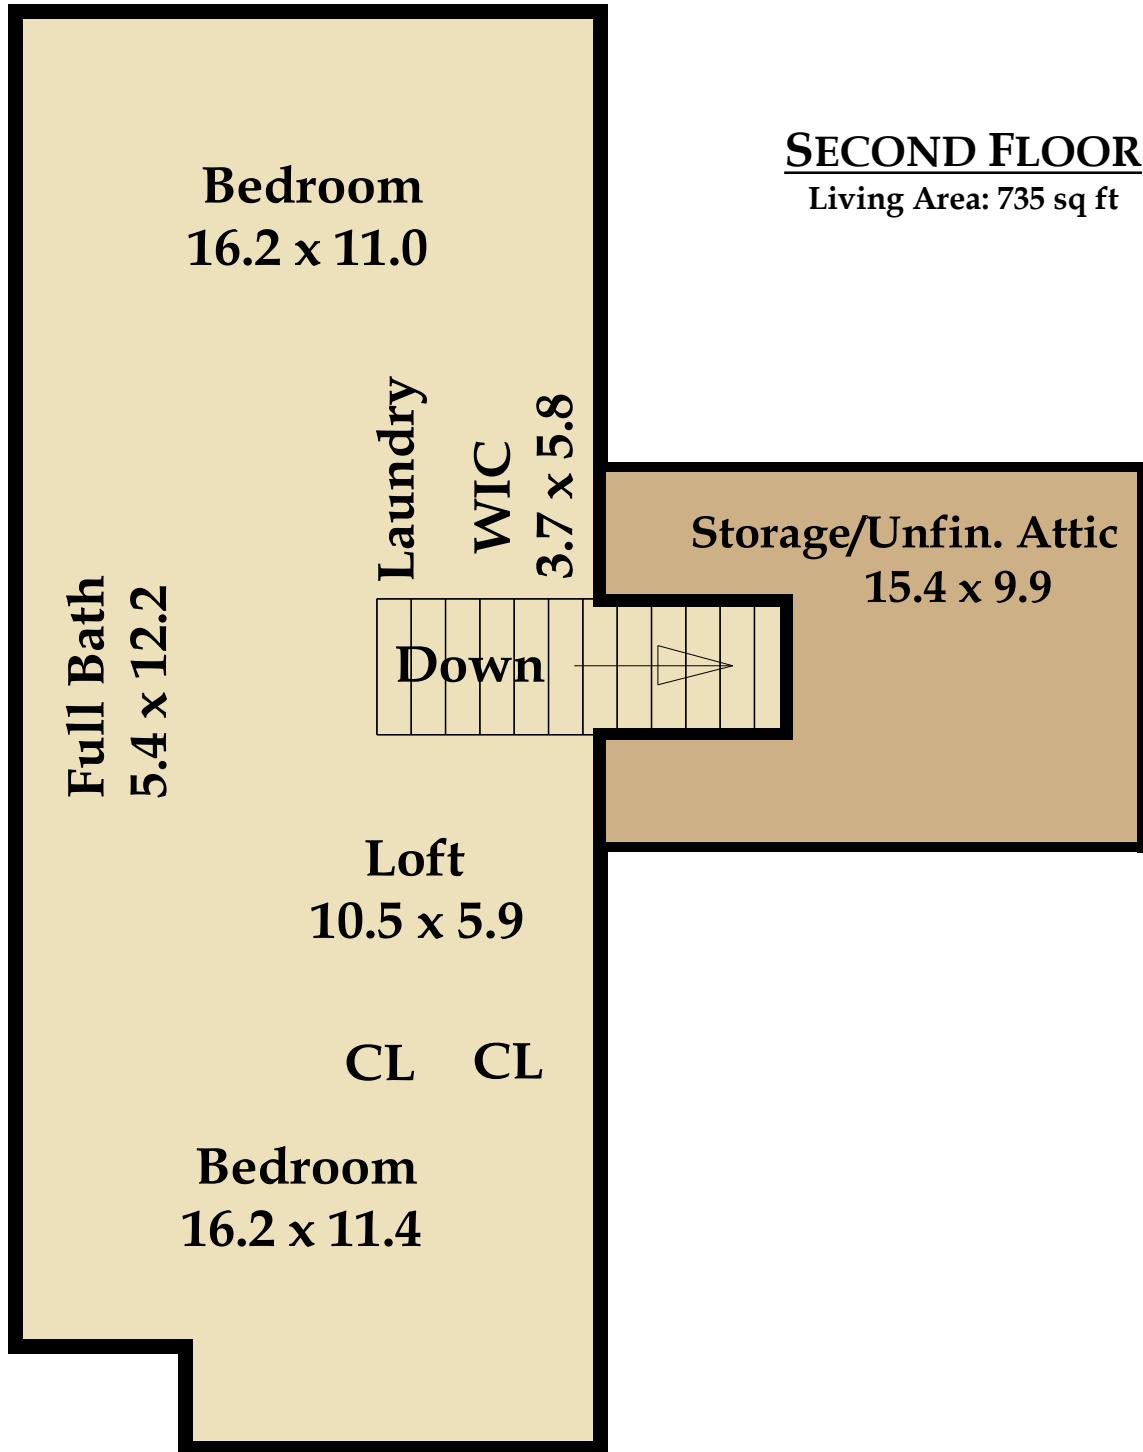 SECOND FLOOR
Living Area: 735 sq ft
Bedroom
16.2 x 11.0
Laundry
WIC
3.7 x 5.8
Storage/Unfin. Attic
15.4 x 9.9
Full Bath
5.4 x 12.2
Down
Loft
10.5 x 5.9
CL
CL
Bedroom
16.2 x 11.4